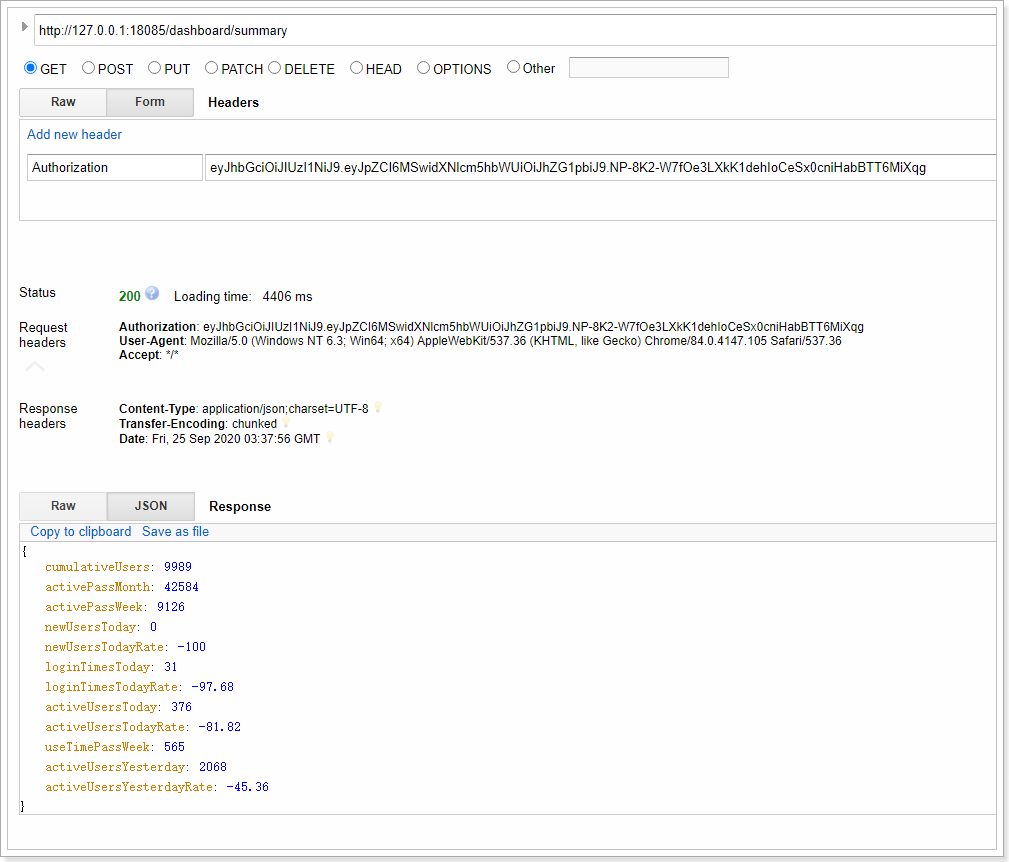 http://127.0.0.1:18085/dashboard/summary
GET POST PUT PATCH DELETE HEAD OPTIONS Other
Raw Form Headers
Add new header
Authorization eyJhbGciOiJIUzI1NiJ9.eyJpZCI6MSwidXNlcm5hbWUiOiJhZG1pbiJ9.NP-8K2-W7fOe3LXkK1dehIoCeSx0cniHabBTT6MiXqg
Status 200 Loading time: 4406 ms
Request headers
Authorization: eyJhbGciOiJIUzI1NiJ9.eyJpZCI6MSwidXNlcm5hbWUiOiJhZG1pbiJ9.NP-8K2-W7fOe3LXkK1dehIoCeSx0cniHabBTT6MiXqg
User-Agent: Mozilla/5.0 (Windows NT 6.3; Win64; x64) AppleWebKit/537.36 (KHTML, like Gecko) Chrome/84.0.4147.105 Safari/537.36
Accept: */*
Response headers
Content-Type: application/json;charset=UTF-8
Transfer-Encoding: chunked
Date: Fri, 25 Sep 2020 03:37:56 GMT
Raw JSON Response
Copy to clipboard Save as file
{
cumulativeUsers: 9989
activePassMonth: 42584
activePassWeek: 9126
newUsersToday: 0
newUsersTodayRate: -100
loginTimesToday: 31
loginTimesTodayRate: -97.68
activeUsersToday: 376
activeUsersTodayRate: -81.82
useTimePassWeek: 565
activeUsersYesterday: 2068
activeUsersYesterdayRate: -45.36
}